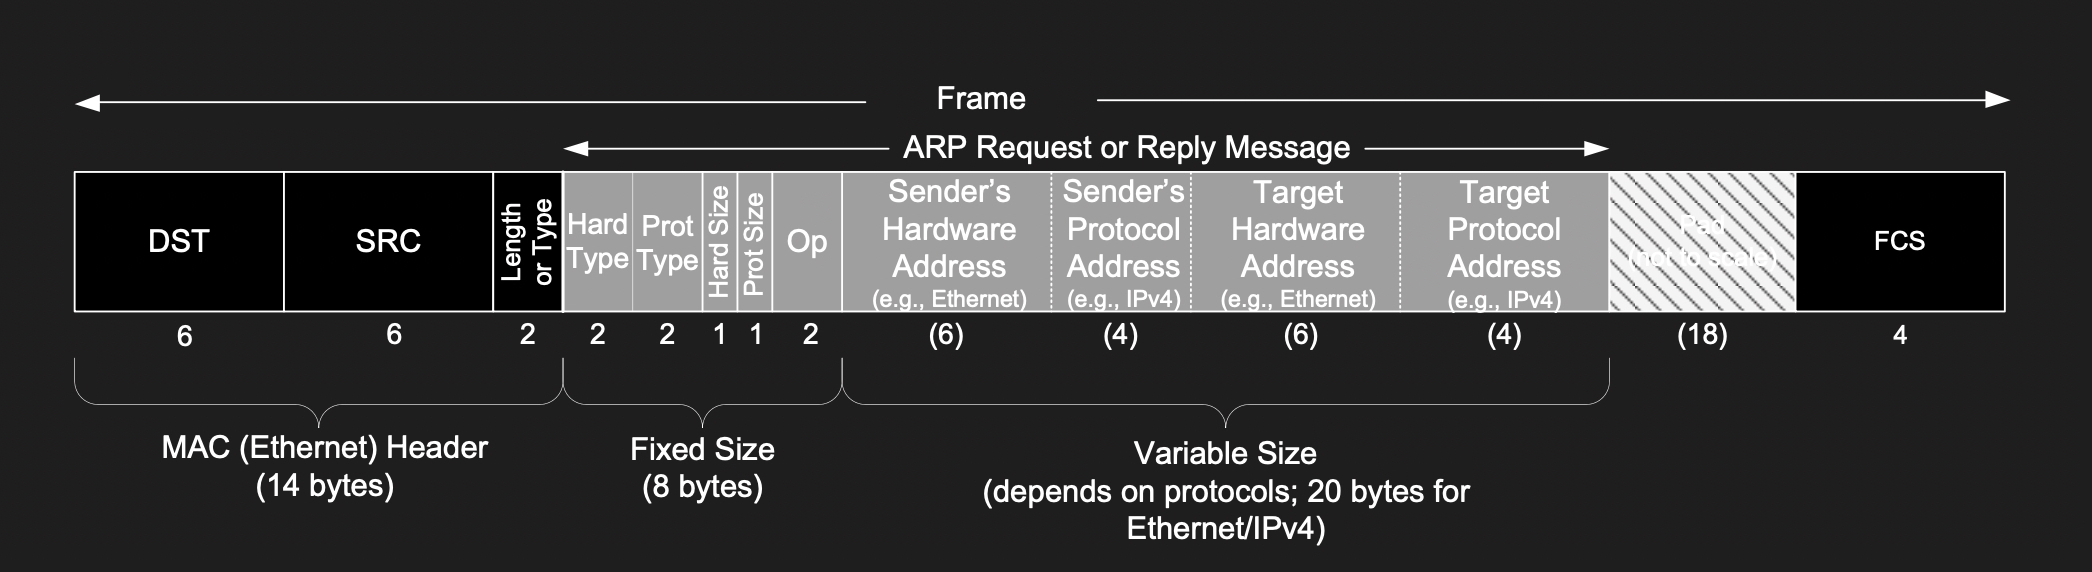 Frame
ARP Request or Reply Message
DST
SRC
Length
or Type
Hard
Type
Prot
Type
Hard Size
Prot Size
Op
Sender's
Hardware
Address
(e.g., Ethernet)
Sender's
Protocol
Address
(e.g., IPv4)
Target
Hardware
Address
(e.g., Ethernet)
Target
Protocol
Address
(e.g., IPv4)
Pad
(not to scale)
FCS
6
6
2
2
2
1
1
2
(6)
(4)
(6)
(4)
(18)
4
MAC (Ethernet) Header
(14 bytes)
Fixed Size
(8 bytes)
Variable Size
(depends on protocols; 20 bytes for
Ethernet/IPv4)